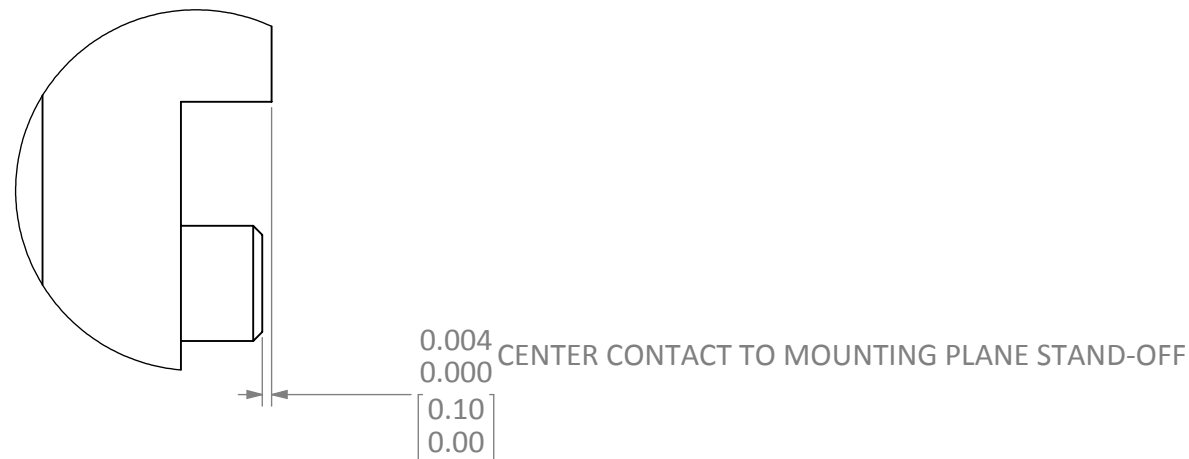 0.004
0.000
CENTER CONTACT TO MOUNTING PLANE STAND-OFF
0.10
0.00